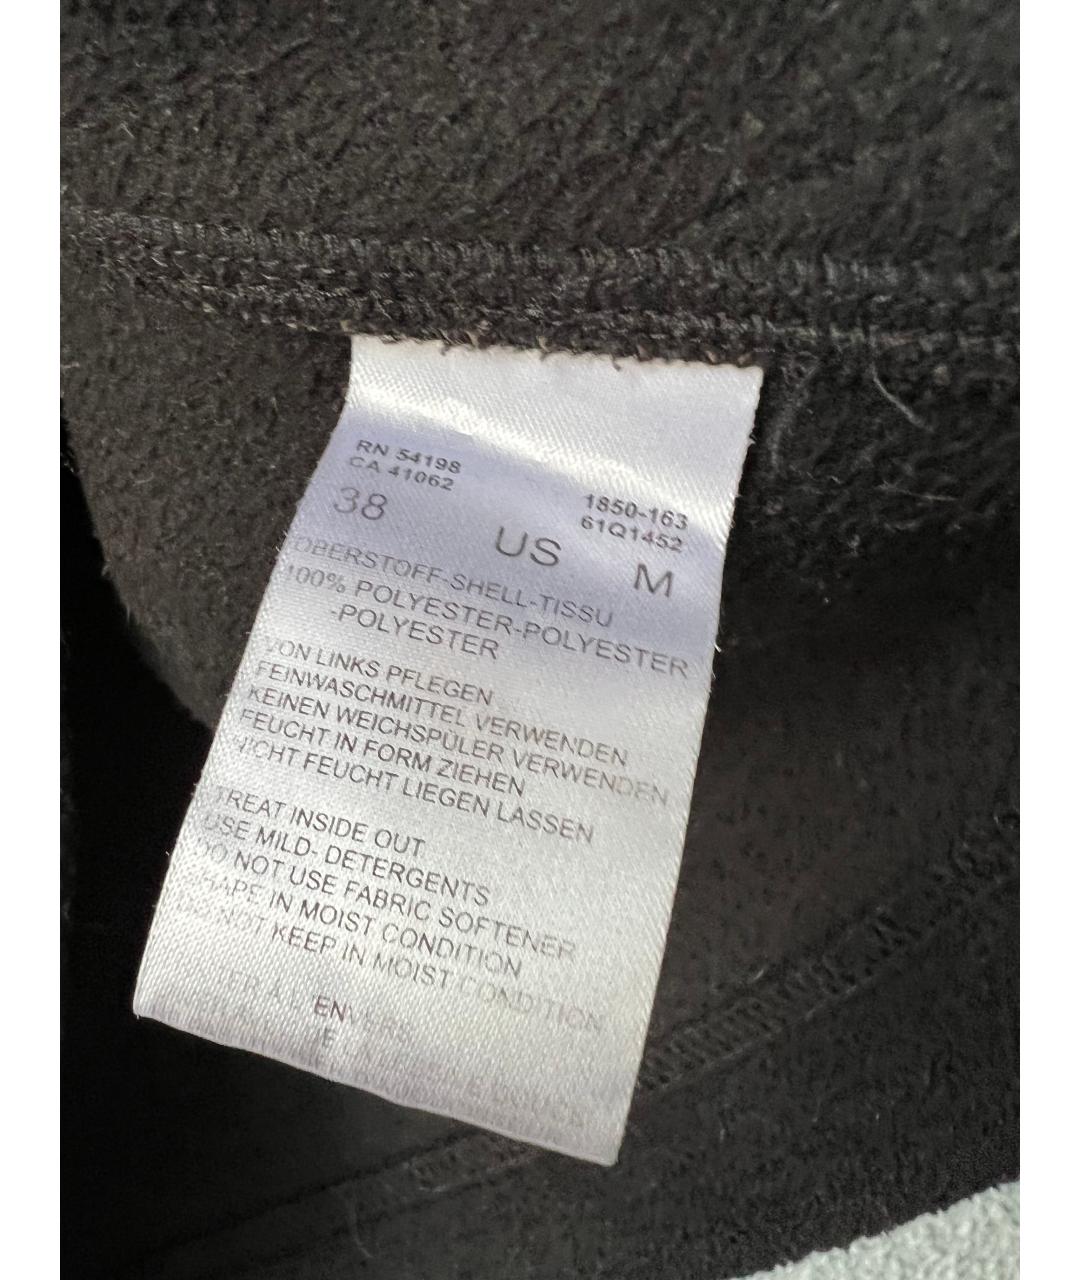 RN 54198
CA 41062
1850-163
61Q1452
38 US M
OBERSTOFF-SHELL-TISSU
100% POLYESTER-POLYESTER
-POLYESTER
VON LINKS PFLEGEN
FEINWASCHMITTEL VERWENDEN
KEINEN WEICHSPÜLER VERWENDEN
FEUCHT IN FORM ZIEHEN
NICHT FEUCHT LIEGEN LASSEN
TREAT INSIDE OUT
USE MILD- DETERGENTS
DO NOT USE FABRIC SOFTENER
SHAPE IN MOIST CONDITION
DO NOT KEEP IN MOIST CONDITION
ENVERS